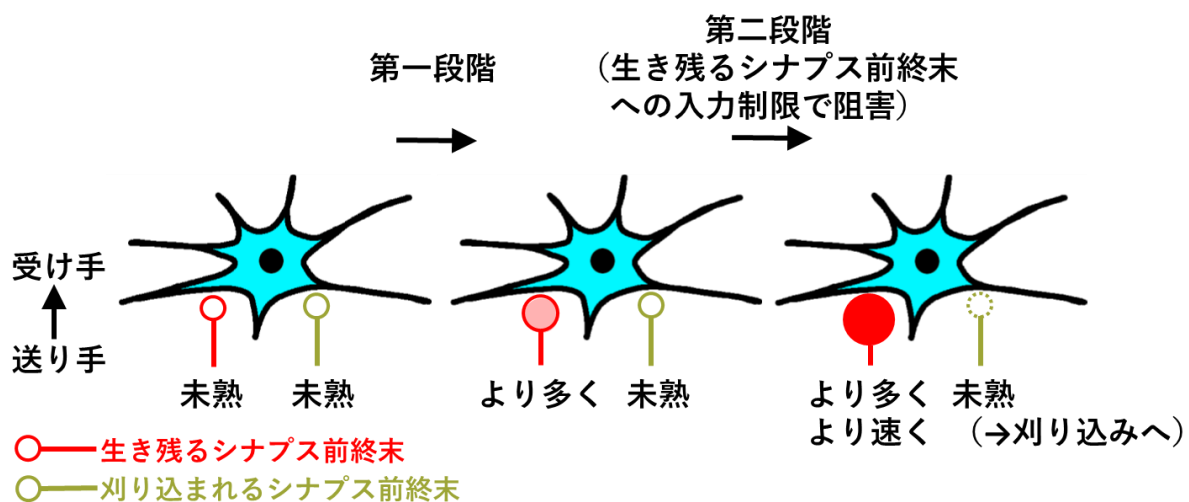 第一段階
第二段階
（生き残るシナプス前終末
への入力制限で阻害）
受け手
送り手
未熟
未熟
より多く
未熟
より多く
より速く
未熟
（→刈り込みへ）
生き残るシナプス前終末
刈り込まれるシナプス前終末